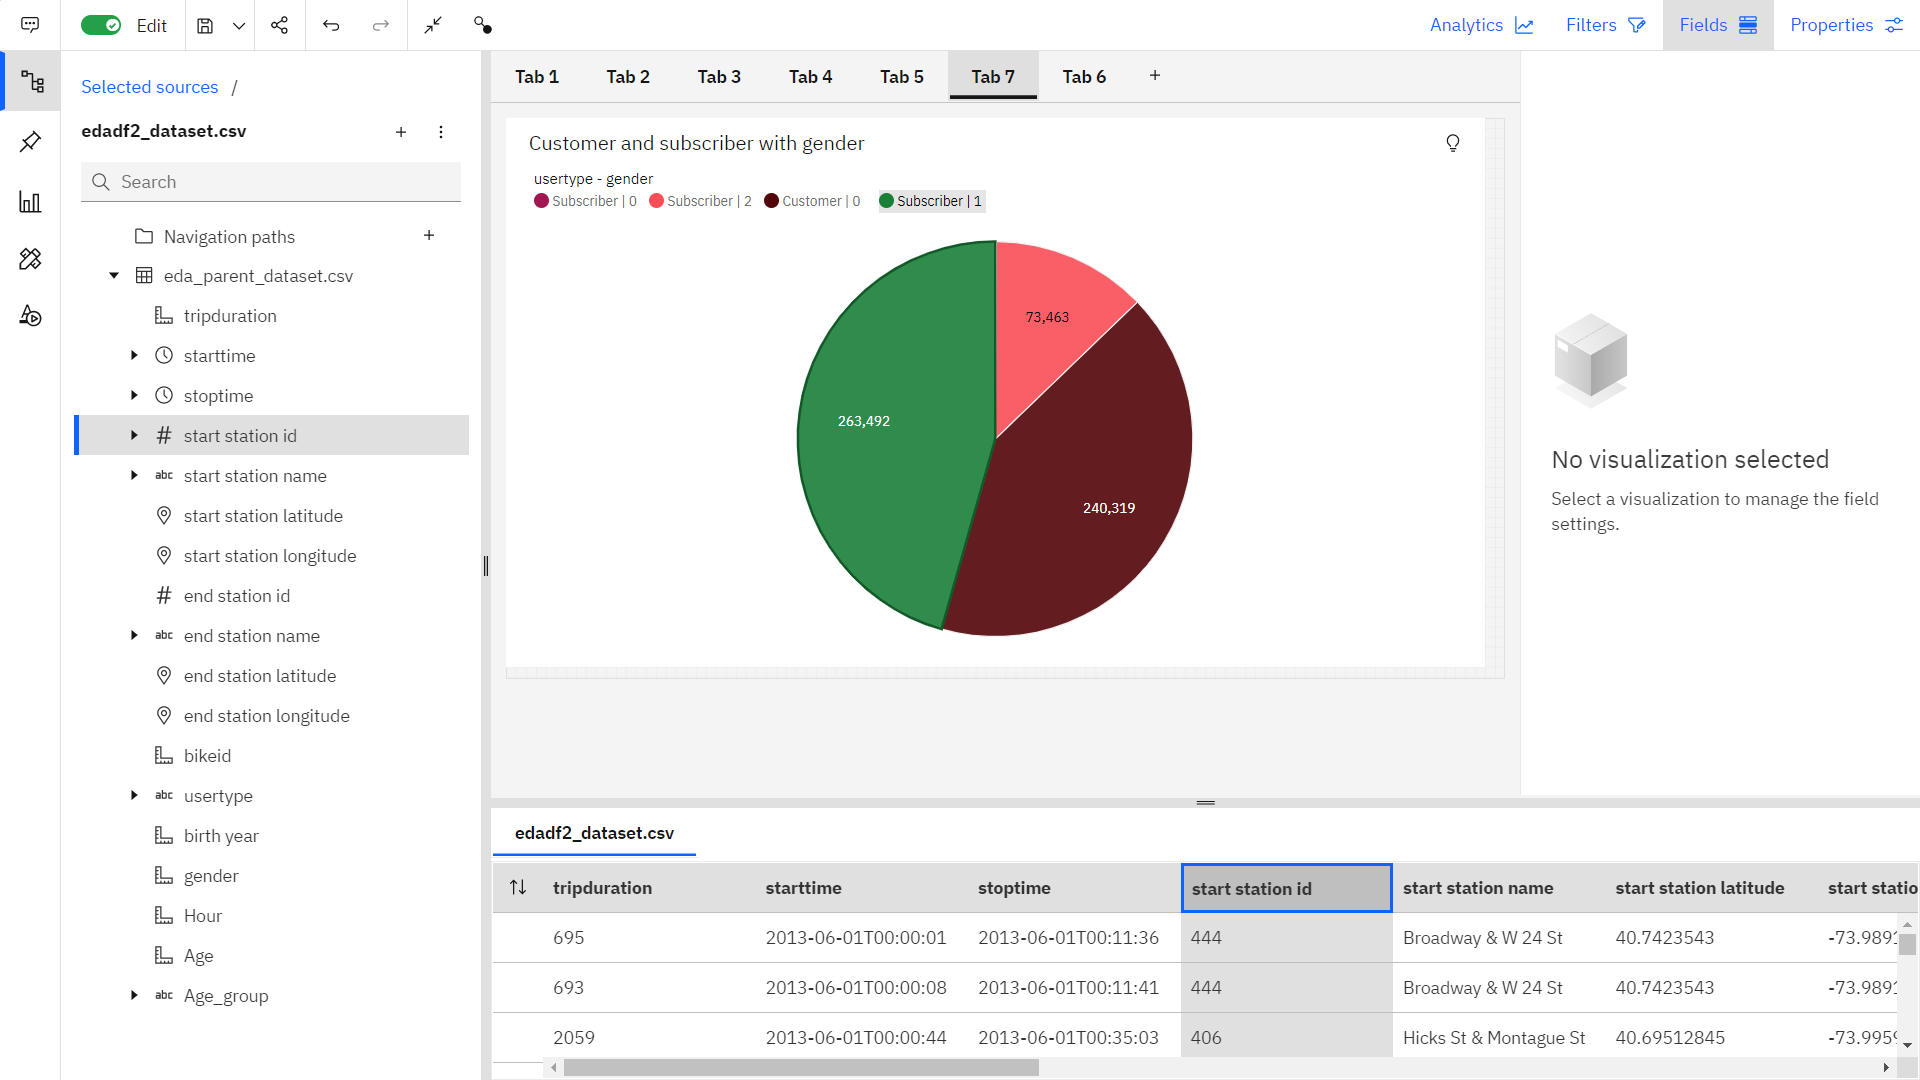 Edit
Analytics
Filters
Fields
Properties
Selected sources /
edadf2_dataset.csv
Search
Navigation paths
eda_parent_dataset.csv
tripduration
starttime
stoptime
# start station id
abc start station name
start station latitude
start station longitude
# end station id
abc end station name
end station latitude
end station longitude
bikeid
abc usertype
birth year
gender
Hour
Age
abc Age_group
Tab 1 Tab 2 Tab 3 Tab 4 Tab 5 Tab 7 Tab 6 +
Customer and subscriber with gender
usertype - gender
Subscriber | 0 Subscriber | 2 Customer | 0 Subscriber | 1
73,463
263,492
240,319
No visualization selected
Select a visualization to manage the field
settings.
edadf2_dataset.csv
tripduration starttime stoptime start station id start station name start station latitude start statio
695 2013-06-01T00:00:01 2013-06-01T00:11:36 444 Broadway & W 24 St 40.7423543 -73.9891
693 2013-06-01T00:00:08 2013-06-01T00:11:41 444 Broadway & W 24 St 40.7423543 -73.9891
2059 2013-06-01T00:00:44 2013-06-01T00:35:03 406 Hicks St & Montague St 40.69512845 -73.9959